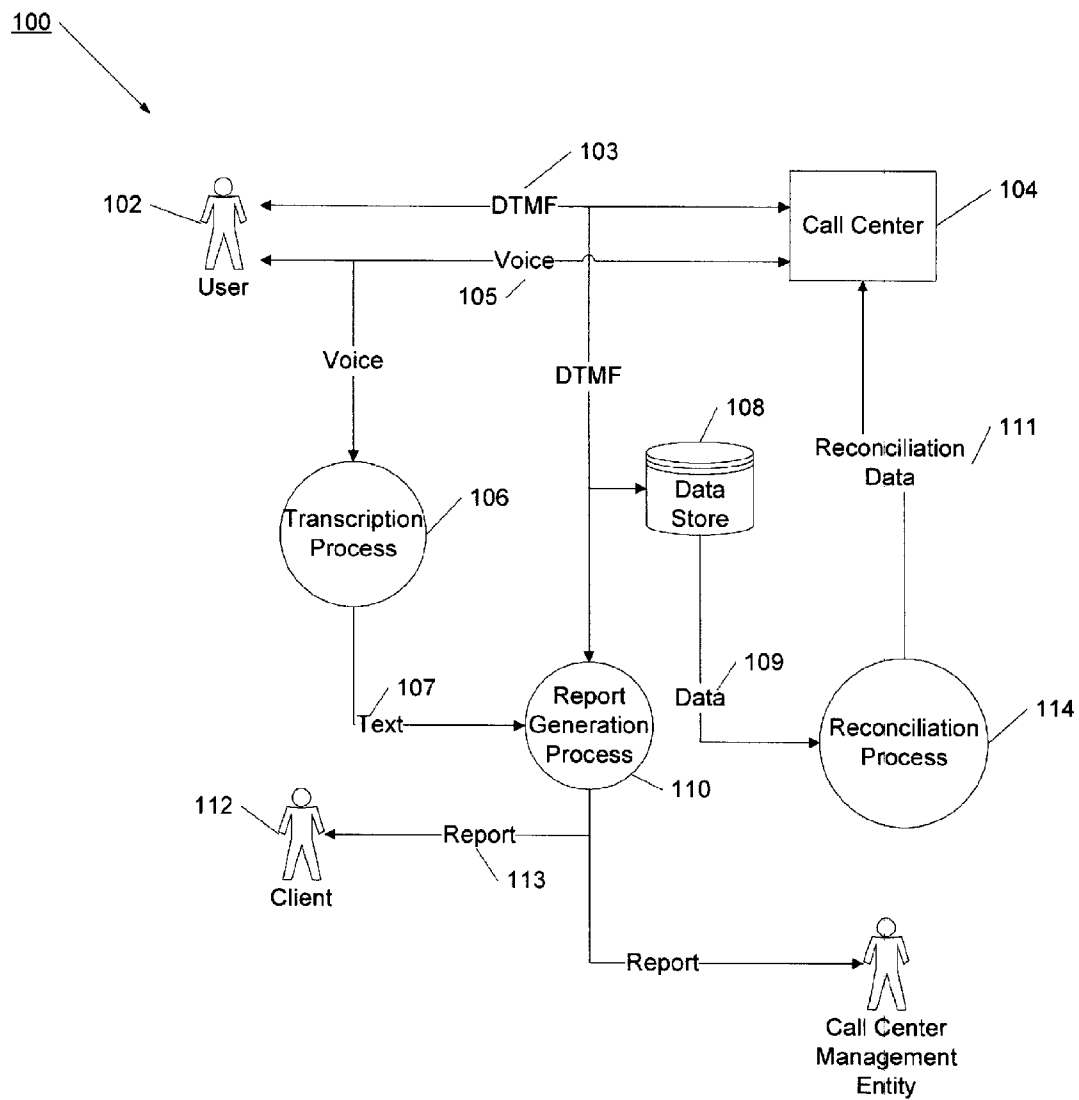 100
103
102
DTMF
104
Call Center
User
Voice
105
Voice
DTMF
108
Reconciliation
Data
111
Data
Store
106
Transcription
Process
107
Text
Report
Generation
Process
109
Data
Reconciliation
Process
114
110
112
Report
113
Client
Report
Call Center
Management
Entity